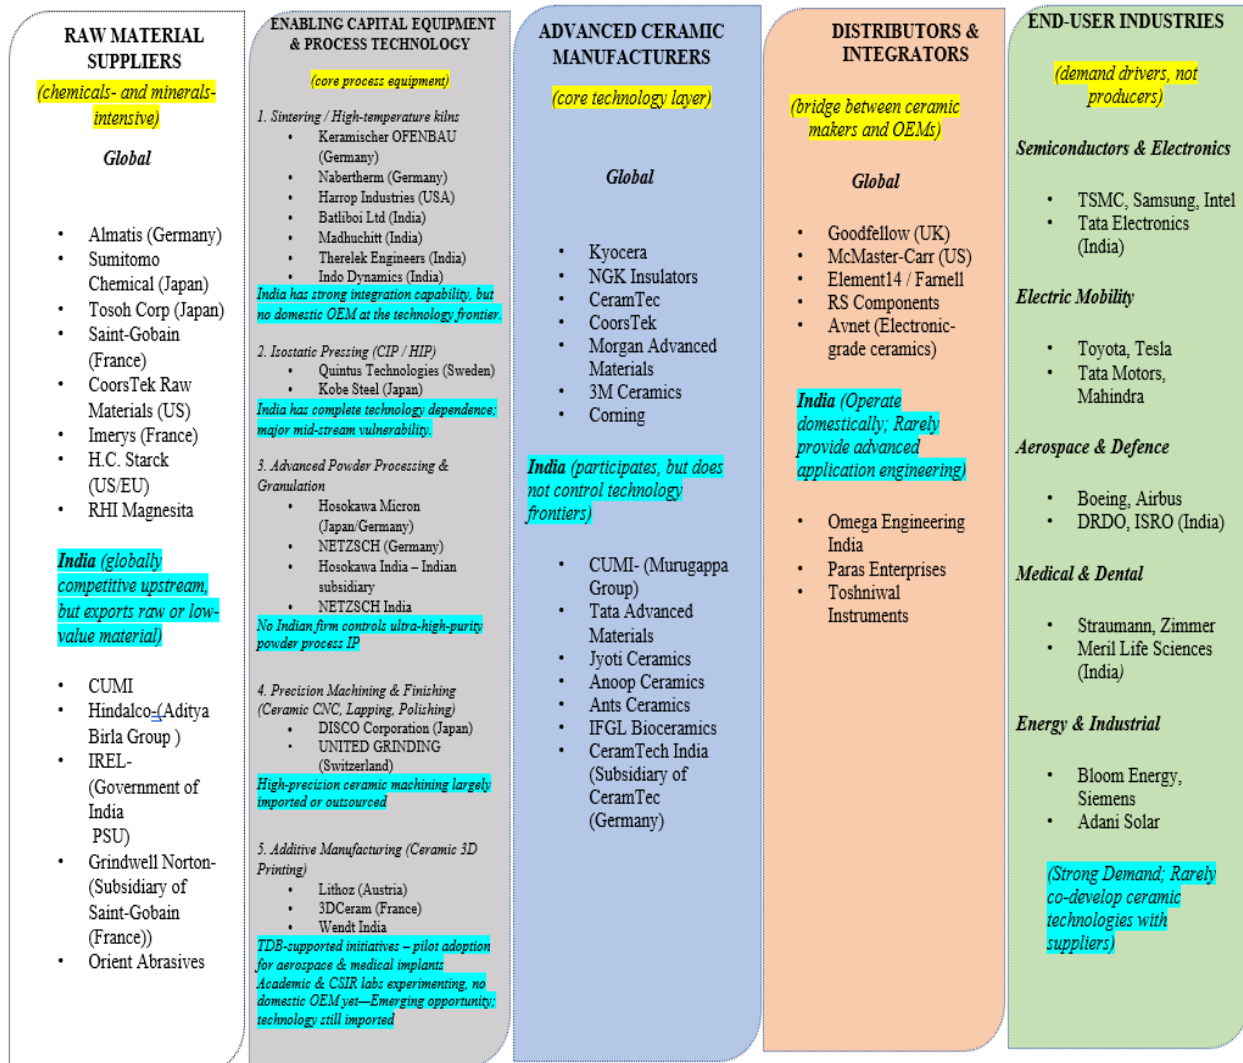 RAW MATERIAL
SUPPLIERS
(chemicals- and minerals-
intensive)
Global
• Almatis (Germany)
• Sumitomo
Chemical (Japan)
• Tosoh Corp (Japan)
• Saint-Gobain
(France)
• CoorsTek Raw
Materials (US)
• Imerys (France)
• H.C. Starck
(US/EU)
• RHI Magnesita
India (globally
competitive upstream,
but exports raw or low-
value material)
• CUMI
• Hindalco-(Aditya
Birla Group )
• IREL-
(Government of
India
PSU)
• Grindwell Norton-
(Subsidiary of
Saint-Gobain
(France))
• Orient Abrasives
ENABLING CAPITAL EQUIPMENT
& PROCESS TECHNOLOGY
(core process equipment)
1. Sintering / High-temperature kilns
• Keramischer OFENBAU
(Germany)
• Nabertherm (Germany)
• Harrop Industries (USA)
• Batliboi Ltd (India)
• Madhuchitt (India)
• Therelek Engineers (India)
• Indo Dynamics (India)
India has strong integration capability, but
no domestic OEM at the technology frontier.
2. Isostatic Pressing (CIP / HIP)
• Quintus Technologies (Sweden)
• Kobe Steel (Japan)
India has complete technology dependence;
major mid-stream vulnerability.
3. Advanced Powder Processing &
Granulation
• Hosokawa Micron
(Japan/Germany)
• NETZSCH (Germany)
• Hosokawa India – Indian
subsidiary
• NETZSCH India
No Indian firm controls ultra-high-purity
powder process IP
4. Precision Machining & Finishing
(Ceramic CNC, Lapping, Polishing)
• DISCO Corporation (Japan)
• UNITED GRINDING
(Switzerland)
High-precision ceramic machining largely
imported or outsourced
5. Additive Manufacturing (Ceramic 3D
Printing)
• Lithoz (Austria)
• 3DCeram (France)
• Wendt India
TDB-supported initiatives – pilot adoption
for aerospace & medical implants
Academic & CSIR labs experimenting, no
domestic OEM yet—Emerging opportunity;
technology still imported
ADVANCED CERAMIC
MANUFACTURERS
(core technology layer)
Global
• Kyocera
• NGK Insulators
• CeramTec
• CoorsTek
• Morgan Advanced
Materials
• 3M Ceramics
• Corning
India (participates, but does
not control technology
frontiers)
• CUMI- (Murugappa
Group)
• Tata Advanced
Materials
• Jyoti Ceramics
• Anoop Ceramics
• Ants Ceramics
• IFGL Bioceramics
• CeramTech India
(Subsidiary of
CeramTec
(Germany)
DISTRIBUTORS &
INTEGRATORS
(bridge between ceramic
makers and OEMs)
Global
• Goodfellow (UK)
• McMaster-Carr (US)
• Element14 / Farnell
• RS Components
• Avnet (Electronic-
grade ceramics)
India (Operate
domestically; Rarely
provide advanced
application engineering)
• Omega Engineering
India
• Paras Enterprises
• Toshniwal
Instruments
END-USER INDUSTRIES
(demand drivers, not
producers)
Semiconductors & Electronics
• TSMC, Samsung, Intel
• Tata Electronics
(India)
Electric Mobility
• Toyota, Tesla
• Tata Motors,
Mahindra
Aerospace & Defence
• Boeing, Airbus
• DRDO, ISRO (India)
Medical & Dental
• Straumann, Zimmer
• Meril Life Sciences
(India)
Energy & Industrial
• Bloom Energy,
Siemens
• Adani Solar
(Strong Demand; Rarely
co-develop ceramic
technologies with
suppliers)